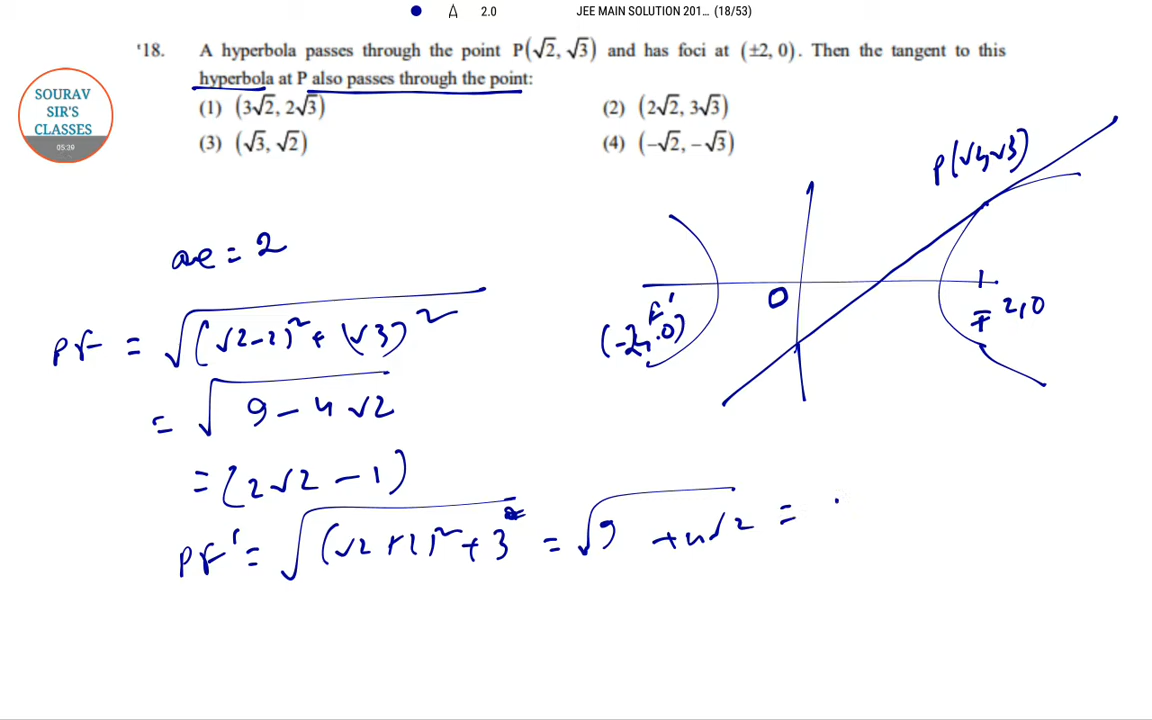 JEE MAIN SOLUTION 201… (18/53)
2.0
'18. A hyperbola passes through the point P(√2, √3) and has foci at (±2, 0). Then the tangent to this
hyperbola at P also passes through the point:
(1) (3√2, 2√3) (2) (2√2, 3√3)
(3) (√3, √2) (4) (−√2, −√3)
SOURAV
SIR'S
CLASSES
05:39
ae = 2
PF = √(√2-2)² + (√3)²
= √9 - 4√2
= (2√2 - 1)
PF' = √(√2+2)² + 3 = √9 + 4√2 =
F'
(-2, 0)
O
F 2,0